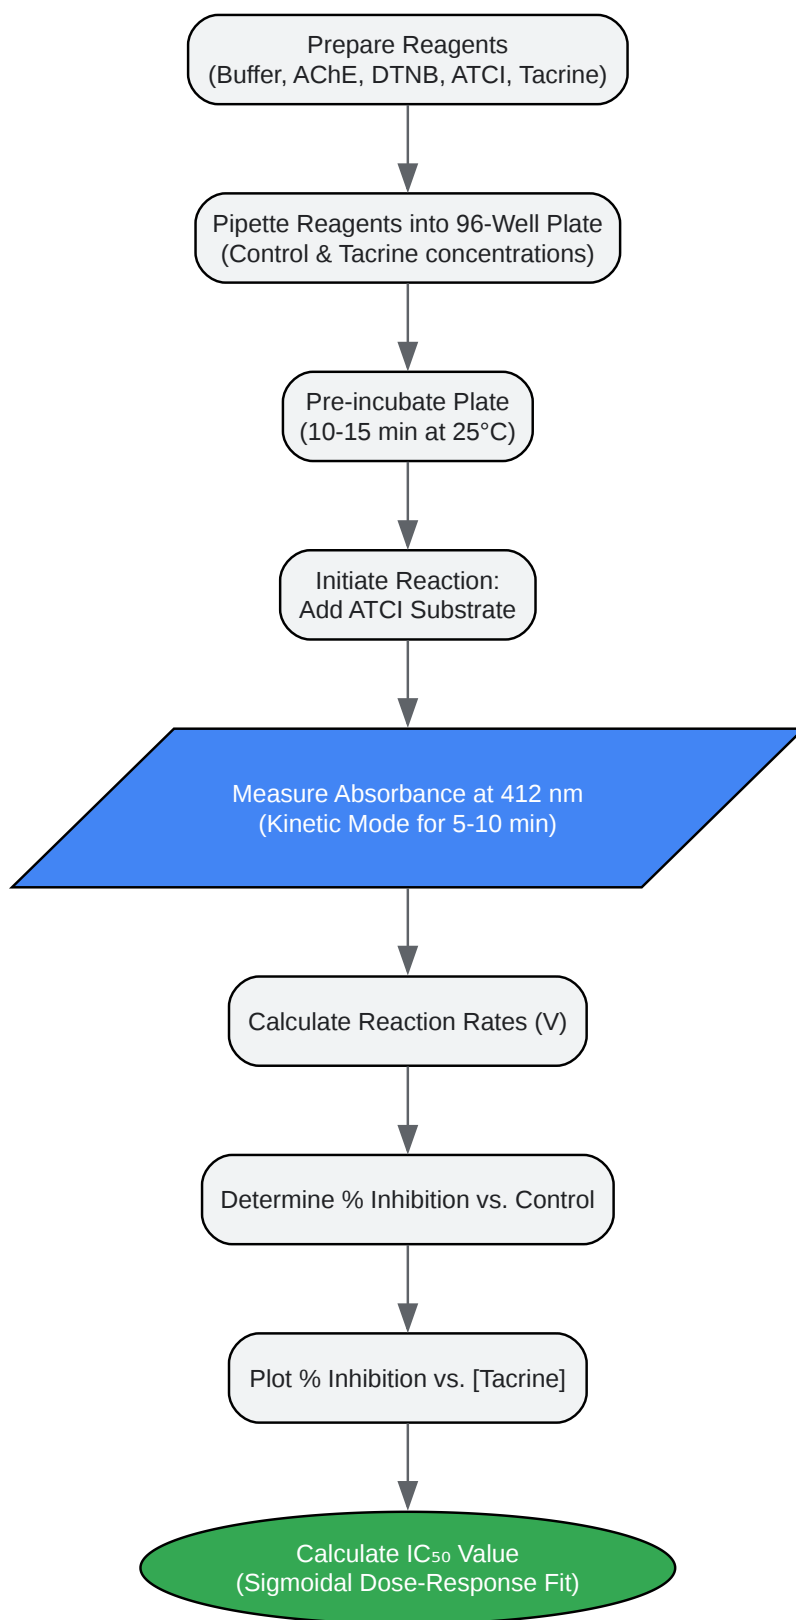 Prepare Reagents
(Buffer, AChE, DTNB, ATCI, Tacrine)
Pipette Reagents into 96-Well Plate
(Control & Tacrine concentrations)
Pre-incubate Plate
(10-15 min at 25°C)
Initiate Reaction:
Add ATCI Substrate
Measure Absorbance at 412 nm
(Kinetic Mode for 5-10 min)
Calculate Reaction Rates (V)
Determine % Inhibition vs. Control
Plot % Inhibition vs. [Tacrine]
Calculate IC₅₀ Value
(Sigmoidal Dose-Response Fit)